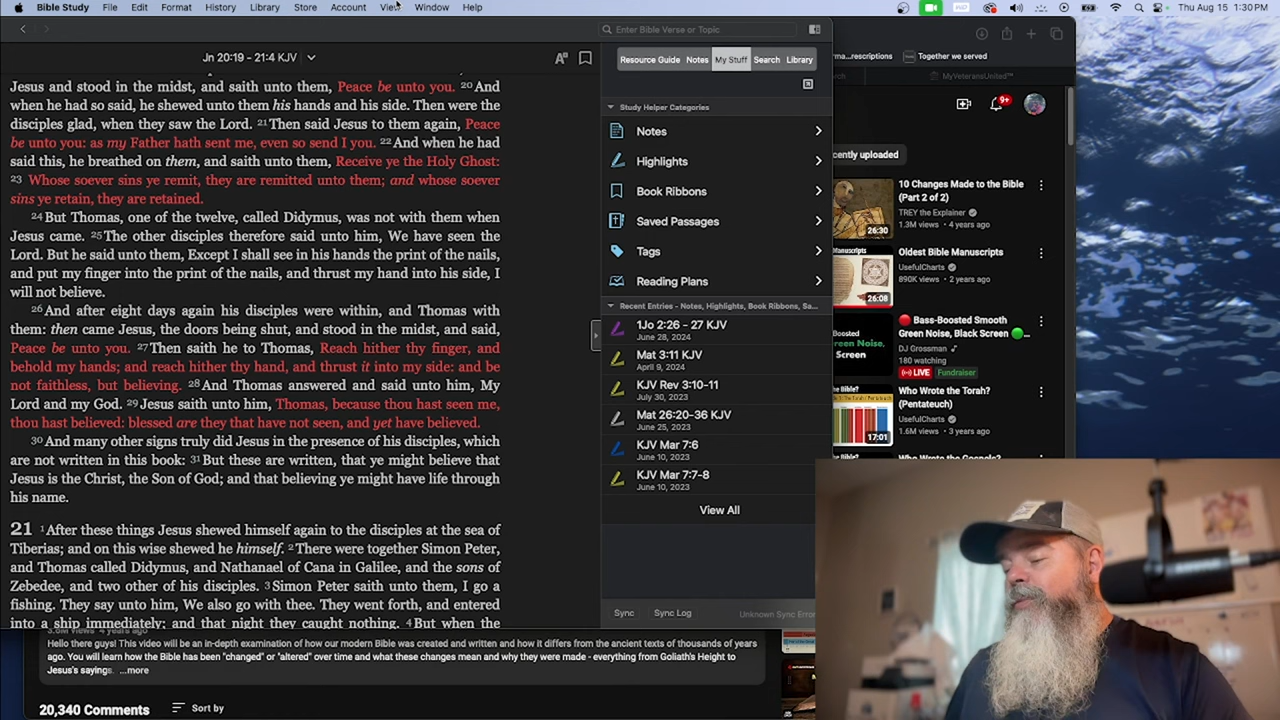 Bible Study File Edit Format History Library Store Account View Window Help
Thu Aug 15 1:30 PM
Enter Bible Verse or Topic
Jn 20:19 - 21:4 KJV
Resource Guide Notes My Stuff Search Library
Jesus and stood in the midst, and saith unto them, Peace be unto you. 20 And
when he had so said, he shewed unto them his hands and his side. Then were the
disciples glad, when they saw the Lord. 21 Then said Jesus to them again, Peace
be unto you: as my Father hath sent me, even so send I you. 22 And when he had
said this, he breathed on them, and saith unto them, Receive ye the Holy Ghost:
23 Whose soever sins ye remit, they are remitted unto them; and whose soever
sins ye retain, they are retained.
24 But Thomas, one of the twelve, called Didymus, was not with them when
Jesus came. 25 The other disciples therefore said unto him, We have seen the
Lord. But he said unto them, Except I shall see in his hands the print of the nails,
and put my finger into the print of the nails, and thrust my hand into his side, I
will not believe.
26 And after eight days again his disciples were within, and Thomas with
them: then came Jesus, the doors being shut, and stood in the midst, and said,
Peace be unto you. 27 Then saith he to Thomas, Reach hither thy finger, and
behold my hands; and reach hither thy hand, and thrust it into my side: and be
not faithless, but believing. 28 And Thomas answered and said unto him, My
Lord and my God. 29 Jesus saith unto him, Thomas, because thou hast seen me,
thou hast believed: blessed are they that have not seen, and yet have believed.
30 And many other signs truly did Jesus in the presence of his disciples, which
are not written in this book: 31 But these are written, that ye might believe that
Jesus is the Christ, the Son of God; and that believing ye might have life through
his name.
21 1 After these things Jesus shewed himself again to the disciples at the sea of
Tiberias; and on this wise shewed he himself. 2 There were together Simon Peter,
and Thomas called Didymus, and Nathanael of Cana in Galilee, and the sons of
Zebedee, and two other of his disciples. 3 Simon Peter saith unto them, I go a
fishing. They say unto him, We also go with thee. They went forth, and entered
into a ship immediately; and that night they caught nothing. 4 But when the
Study Helper Categories
Notes
Highlights
Book Ribbons
Saved Passages
Tags
Reading Plans
Recent Entries - Notes, Highlights, Book Ribbons, Sa...
1Jo 2:26 - 27 KJV
June 28, 2024
Mat 3:11 KJV
April 9, 2024
KJV Rev 3:10-11
July 30, 2023
Mat 26:20-36 KJV
June 25, 2023
KJV Mar 7:6
June 10, 2023
KJV Mar 7:7-8
June 10, 2023
View All
Sync Sync Log Unknown Sync Error
rma...escriptions Together we served
MyVeteransUnited™
9+
cently uploaded
10 Changes Made to the Bible
(Part 2 of 2)
TREY the Explainer
1.3M views • 4 years ago
26:30
Oldest Bible Manuscripts
UsefulCharts
890K views • 2 years ago
26:08
Bass-Boosted Smooth
Green Noise, Black Screen ...
DJ Grossman
180 watching
LIVE Fundraiser
Boosted
Green Noise,
Screen
Who Wrote the Torah?
(Pentateuch)
UsefulCharts
1.6M views • 3 years ago
17:01
Who Wrote the Gospels?
3.6M views 4 years ago
Hello there guys! This video will be an in-depth examination of how our modern Bible was created and written and how it differs from the ancient texts of thousands of years
ago. You will learn how the Bible has been "changed" or "altered" over time and what these changes mean and why they were made - everything from Goliath's Height to
Jesus's sayings. ...more
20,340 Comments Sort by